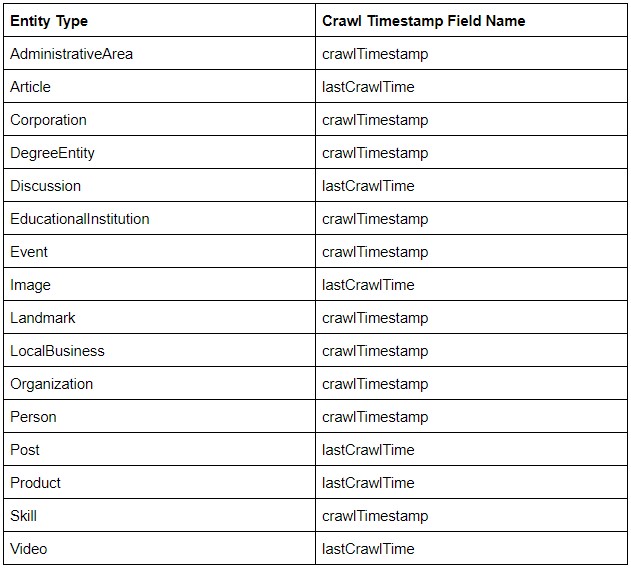 Entity Type Crawl Timestamp Field Name
AdministrativeArea crawlTimestamp
Article lastCrawlTime
Corporation crawlTimestamp
DegreeEntity crawlTimestamp
Discussion lastCrawlTime
EducationalInstitution crawlTimestamp
Event crawlTimestamp
Image lastCrawlTime
Landmark crawlTimestamp
LocalBusiness crawlTimestamp
Organization crawlTimestamp
Person crawlTimestamp
Post lastCrawlTime
Product lastCrawlTime
Skill crawlTimestamp
Video lastCrawlTime